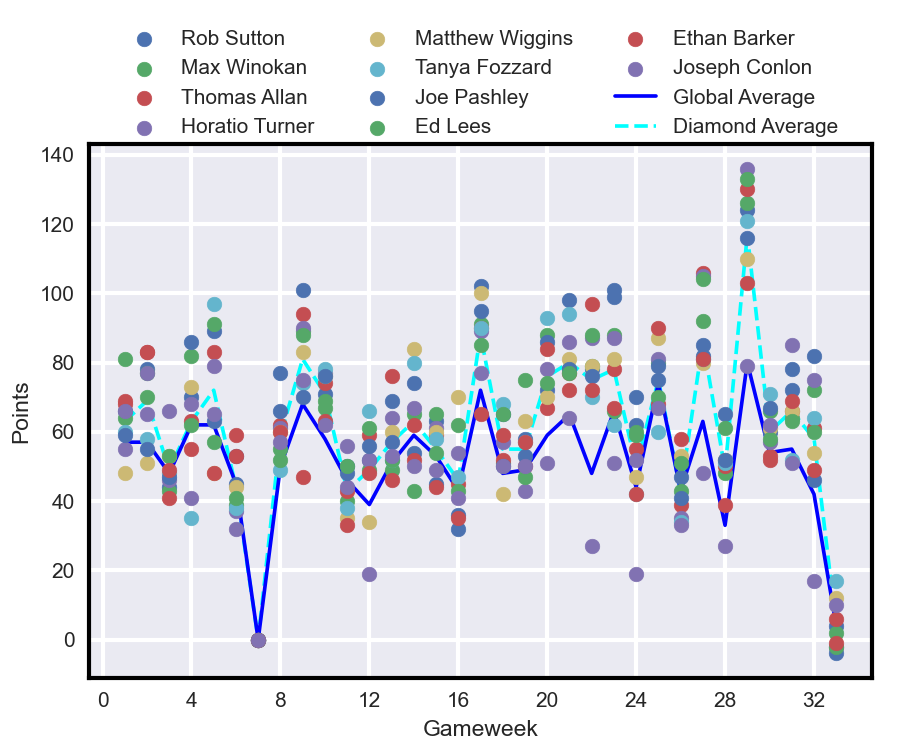 Rob Sutton
Max Winokan
Thomas Allan
Horatio Turner
Matthew Wiggins
Tanya Fozzard
Joe Pashley
Ed Lees
Ethan Barker
Joseph Conlon
Global Average
Diamond Average
140
120
100
80
60
40
20
0
Points
0 4 8 12 16 20 24 28 32
Gameweek